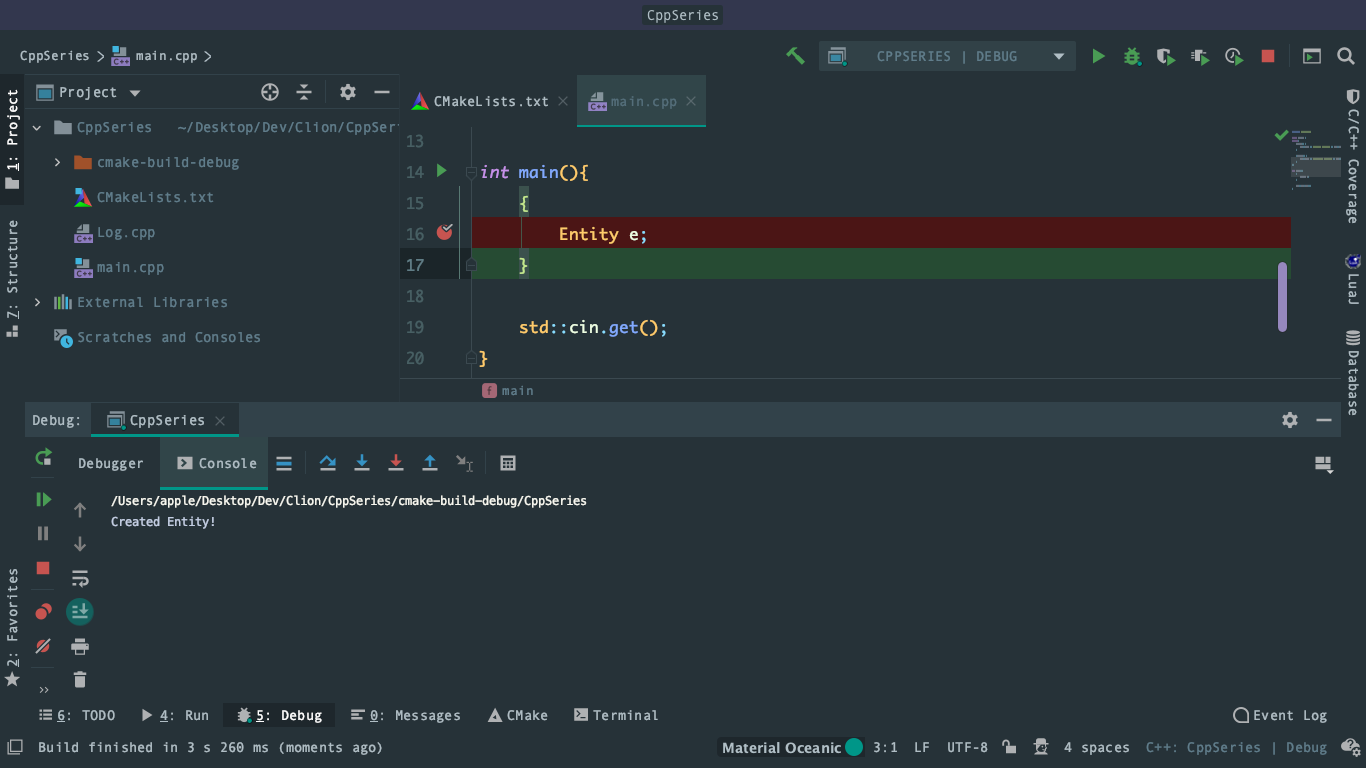 CppSeries
CppSeries > main.cpp >
CPPSERIES | DEBUG
1: Project
Project
CppSeries ~/Desktop/Dev/Clion/CppSer
cmake-build-debug
CMakeLists.txt
Log.cpp
main.cpp
External Libraries
Scratches and Consoles
Z: Structure
2: Favorites
CMakeLists.txt
main.cpp
13
14 int main(){
15 {
16 Entity e;
17 }
18
19 std::cin.get();
20 }
f main
C/C++ Coverage
LuaJ
Database
Debug: CppSeries
Debugger Console
/Users/apple/Desktop/Dev/Clion/CppSeries/cmake-build-debug/CppSeries
Created Entity!
6: TODO 4: Run 5: Debug 0: Messages CMake Terminal Event Log
Build finished in 3 s 260 ms (moments ago) Material Oceanic 3:1 LF UTF-8 4 spaces C++: CppSeries | Debug